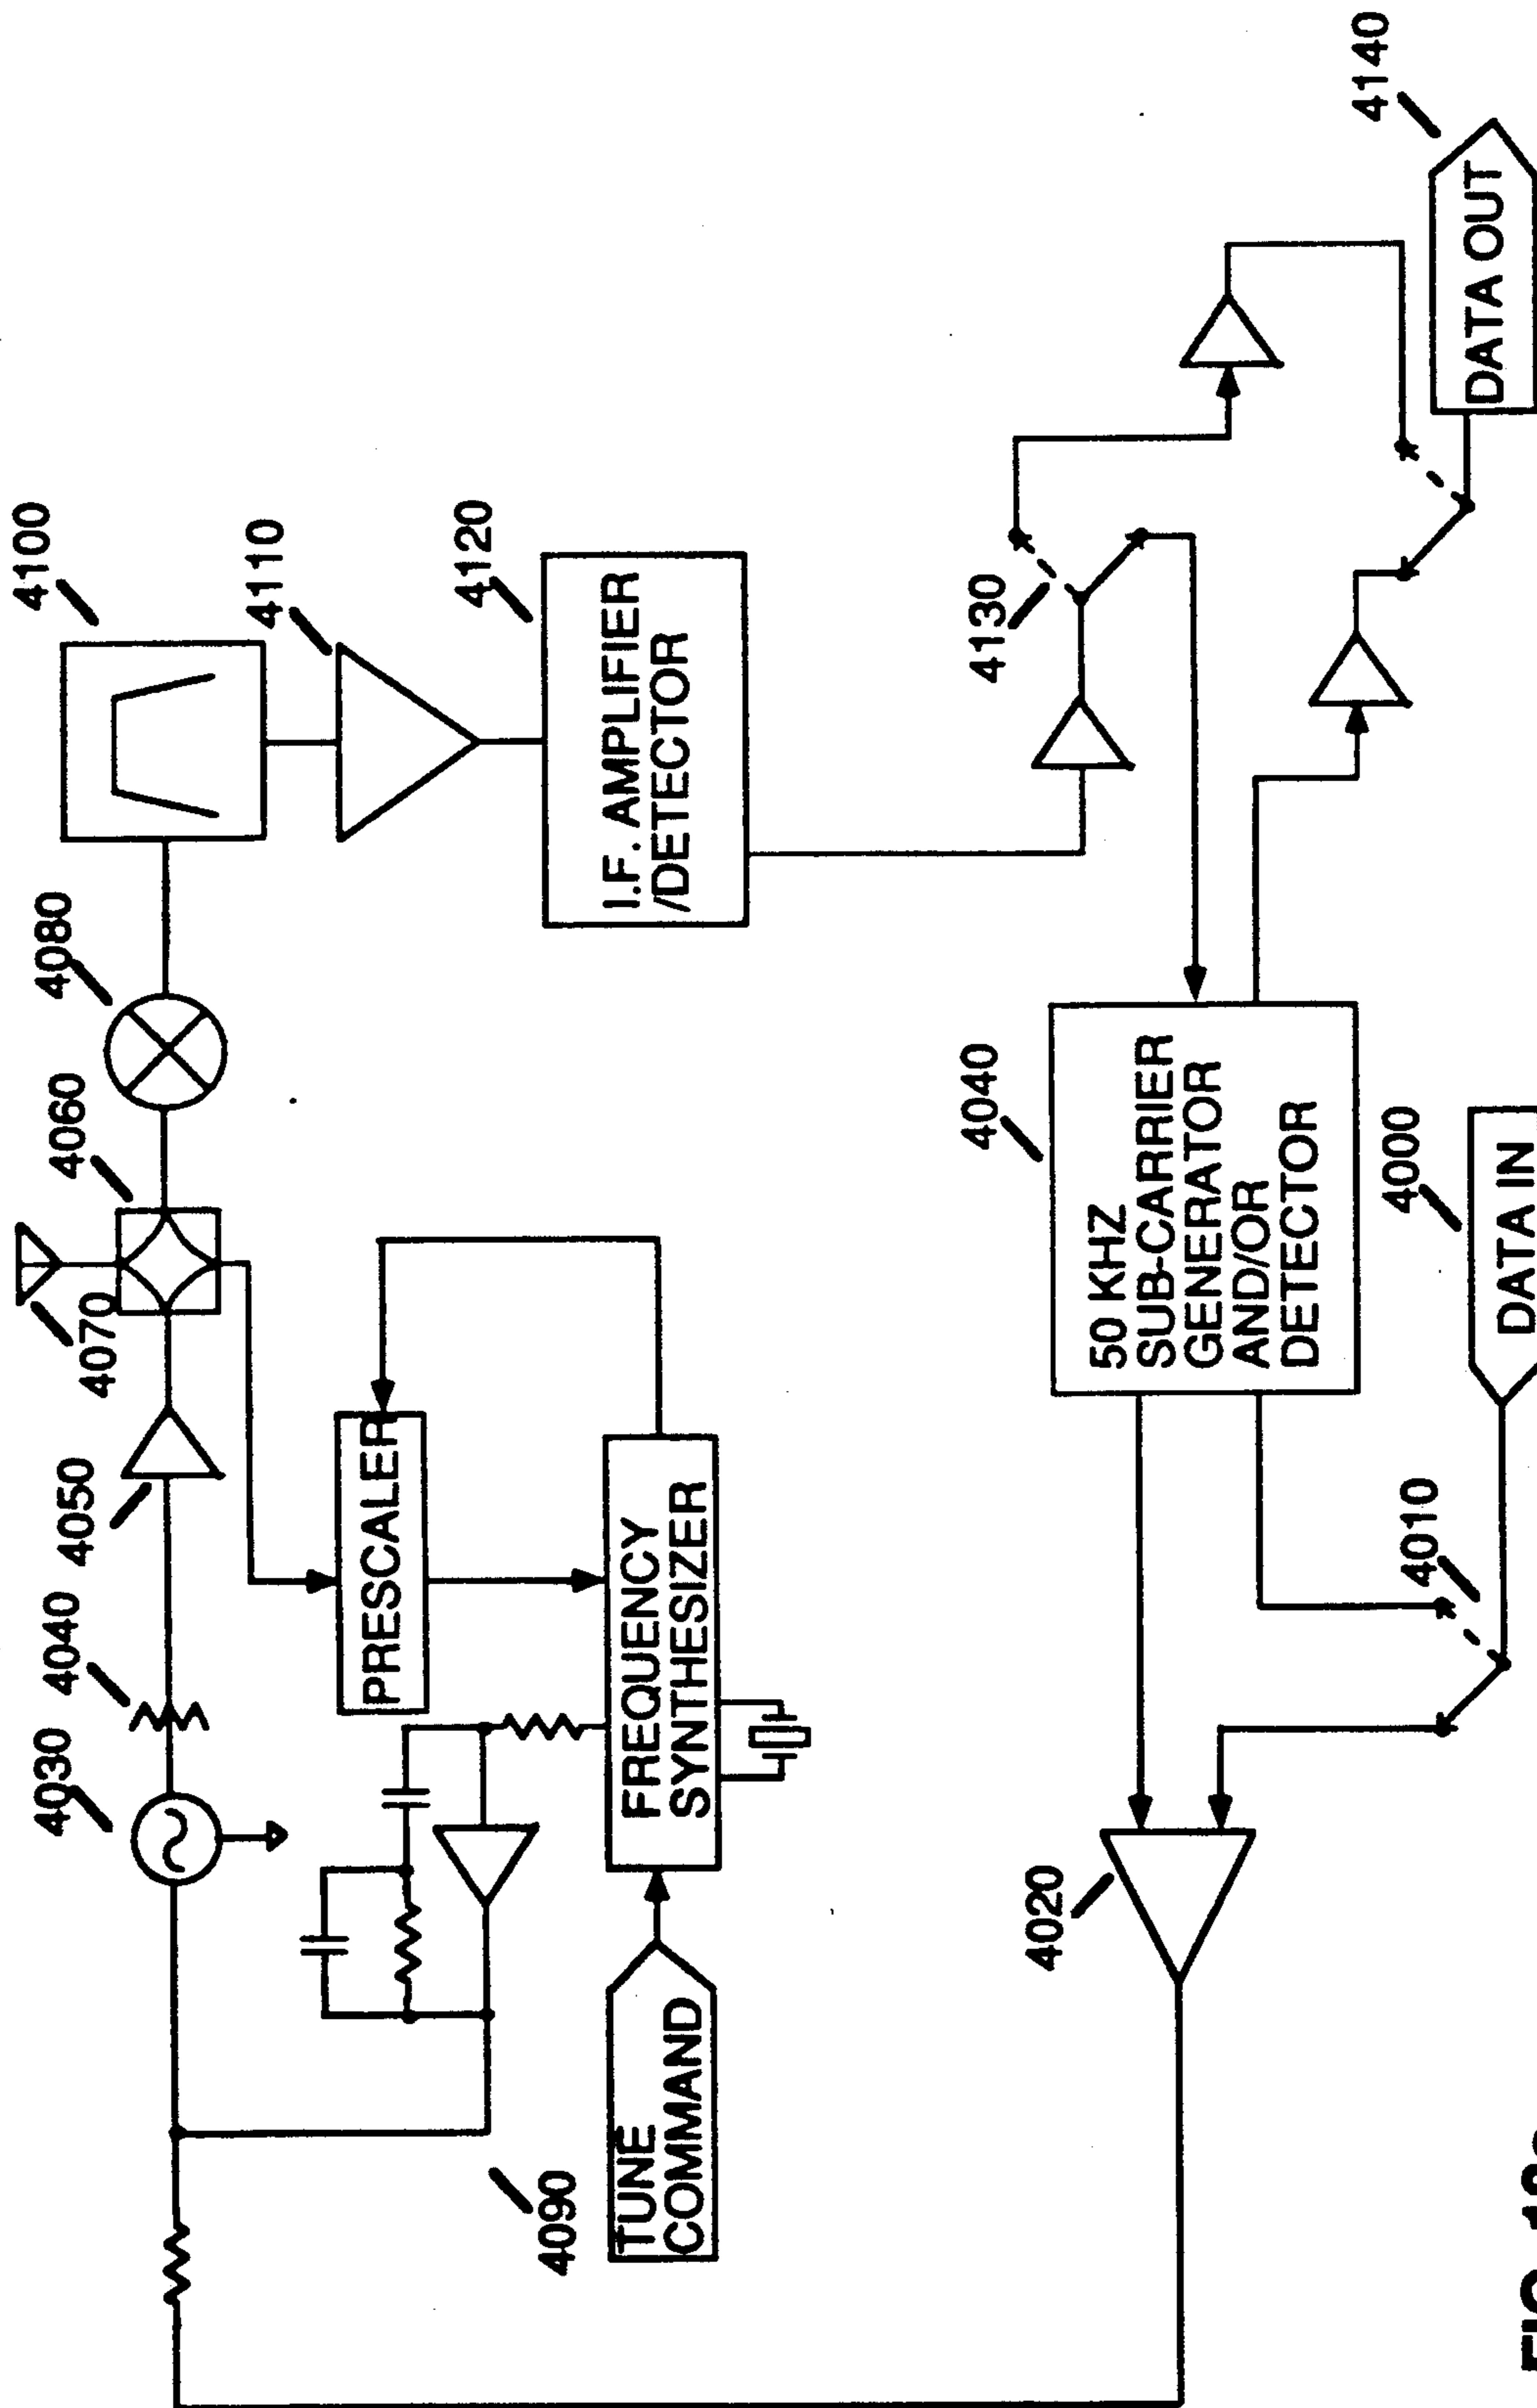 4030
4040
4050
4070
4060
4080
4100
4110
4120
PRESCALER
I.F. AMPLIFIER
/DETECTOR
4090
TUNE
COMMAND
FREQUENCY
SYNTHESIZER
4130
4020
4040
50 KHZ
SUB-CARRIER
GENERATOR
AND/OR
DETECTOR
4010
4000
DATA IN
4140
DATA OUT
FIG.